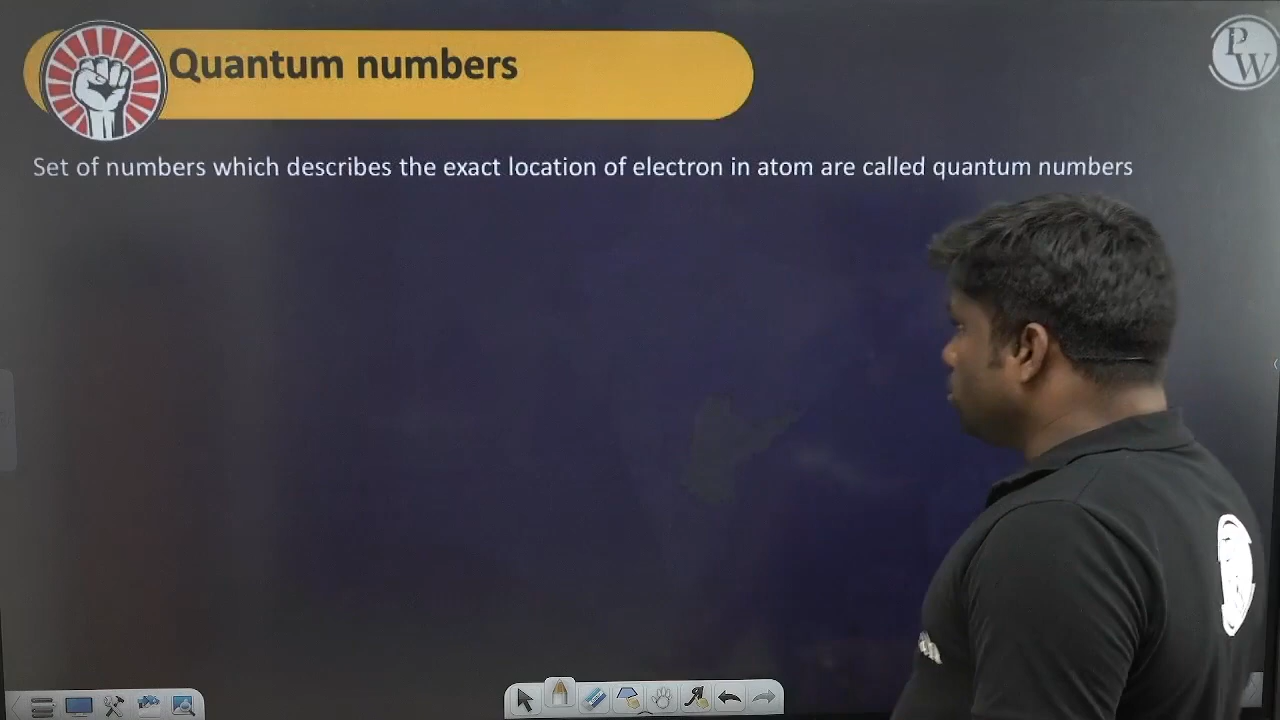 Quantum numbers
PW
Set of numbers which describes the exact location of electron in atom are called quantum numbers